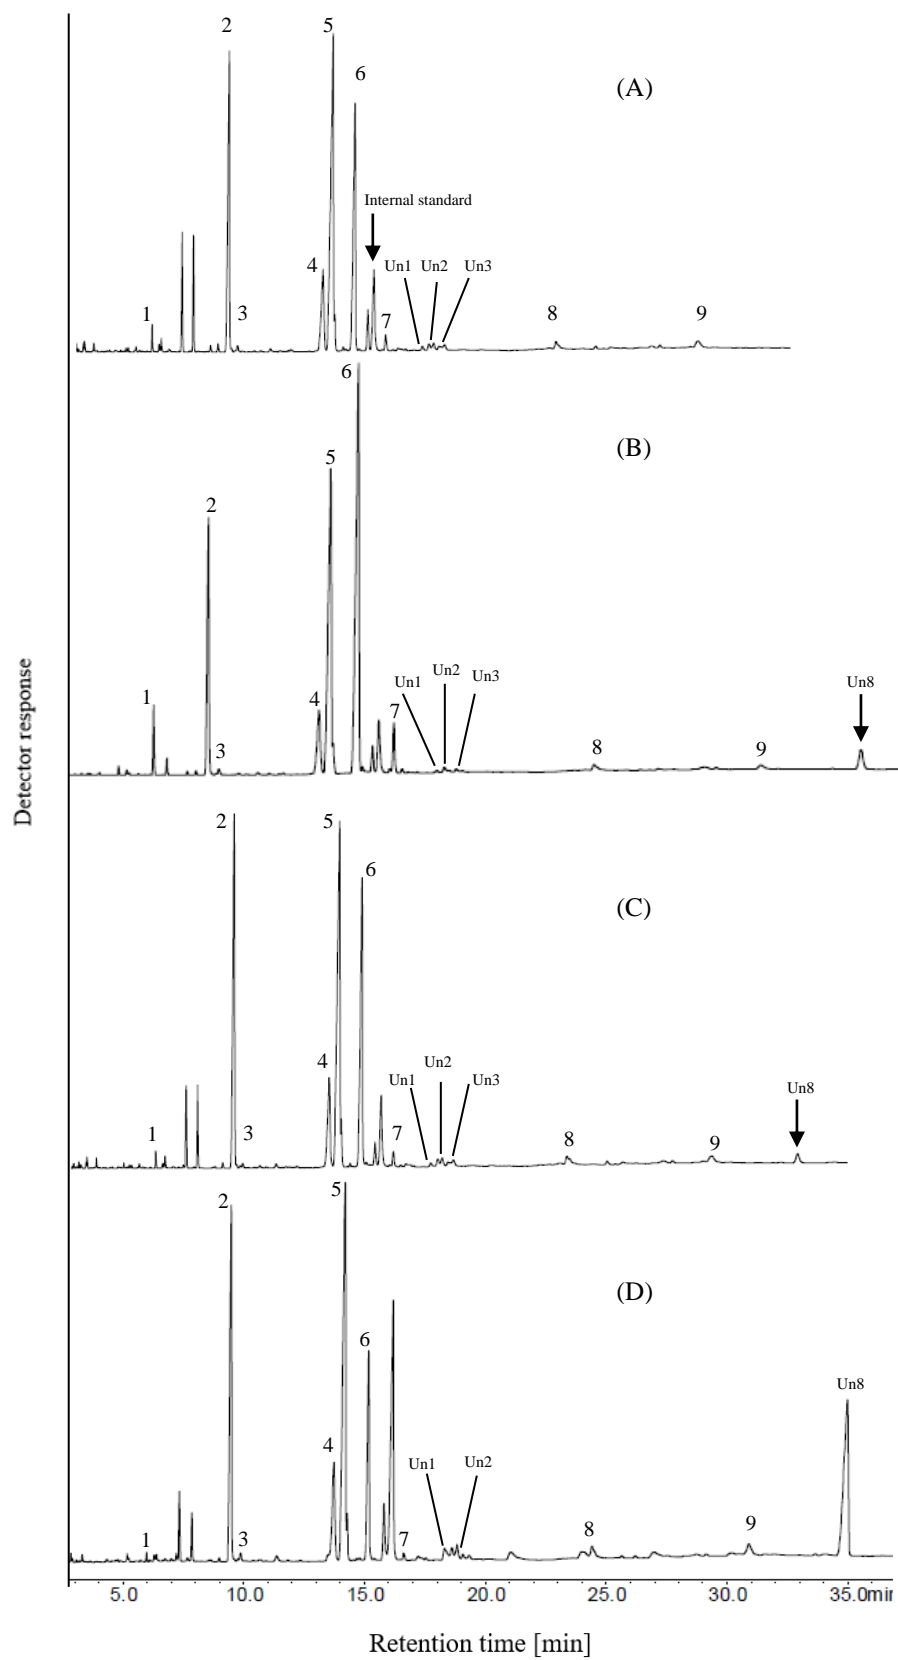 2
5
6
(A)
Internal standard
4
Un1
Un2
Un3
1
3
7
8
9
6
(B)
5
2
Un2
Un1
Un3
Un8
1
4
7
3
8
9
Detector response
2
5
6
(C)
4
Un2
Un1
Un3
Un8
1
3
7
8
9
5
2
(D)
6
Un8
4
Un1
Un2
1
3
7
8
9
5.0 10.0 15.0 20.0 25.0 30.0 35.0min
Retention time [min]